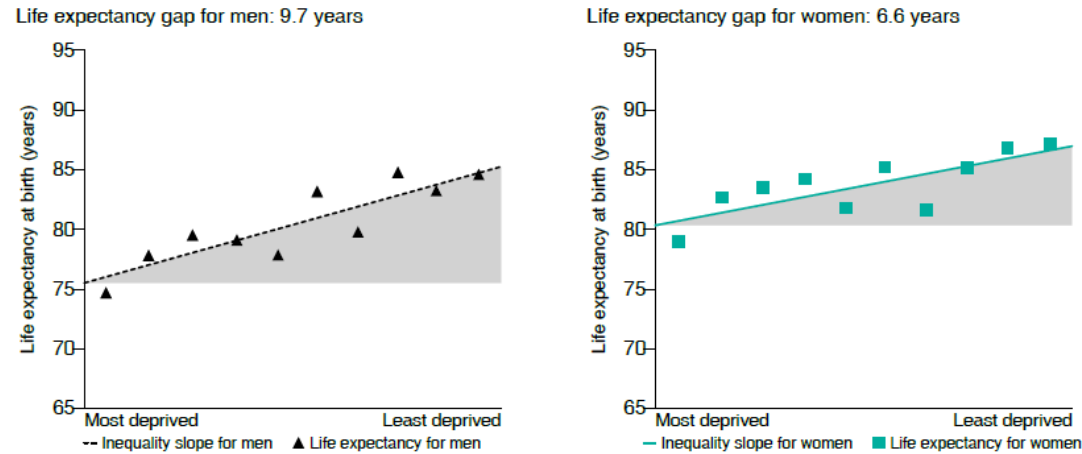 Life expectancy gap for men: 9.7 years
Life expectancy at birth (years)
95
90
85
80
75
70
65
Most deprived
Least deprived
Inequality slope for men
Life expectancy for men
Life expectancy gap for women: 6.6 years
Life expectancy at birth (years)
95
90
85
80
75
70
65
Most deprived
Least deprived
Inequality slope for women
Life expectancy for women